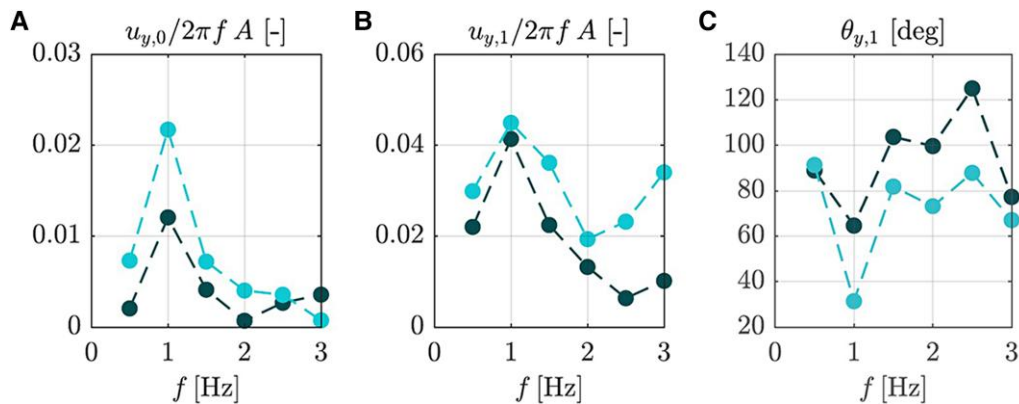 A
u_{y,0}/2πf A [-]
0.03
0.02
0.01
0
0 1 2 3
f [Hz]
B
u_{y,1}/2πf A [-]
0.06
0.04
0.02
0
0 1 2 3
f [Hz]
C
θ_{y,1} [deg]
140
120
100
80
60
40
20
0 1 2 3
f [Hz]